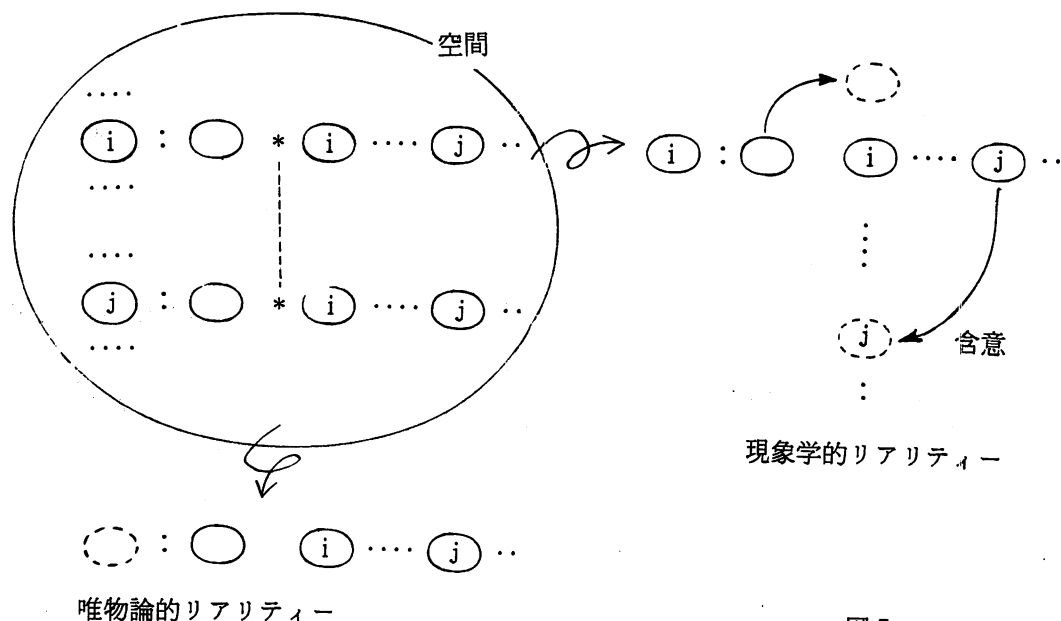 空間
‥‥
i : * i ‥‥ j ‥
‥‥
‥‥
j : * i ‥‥ j ‥
‥‥
i : i ‥‥ j ‥
j
含意
現象学的リアリティー
: i ‥‥ j ‥
唯物論的リアリティー